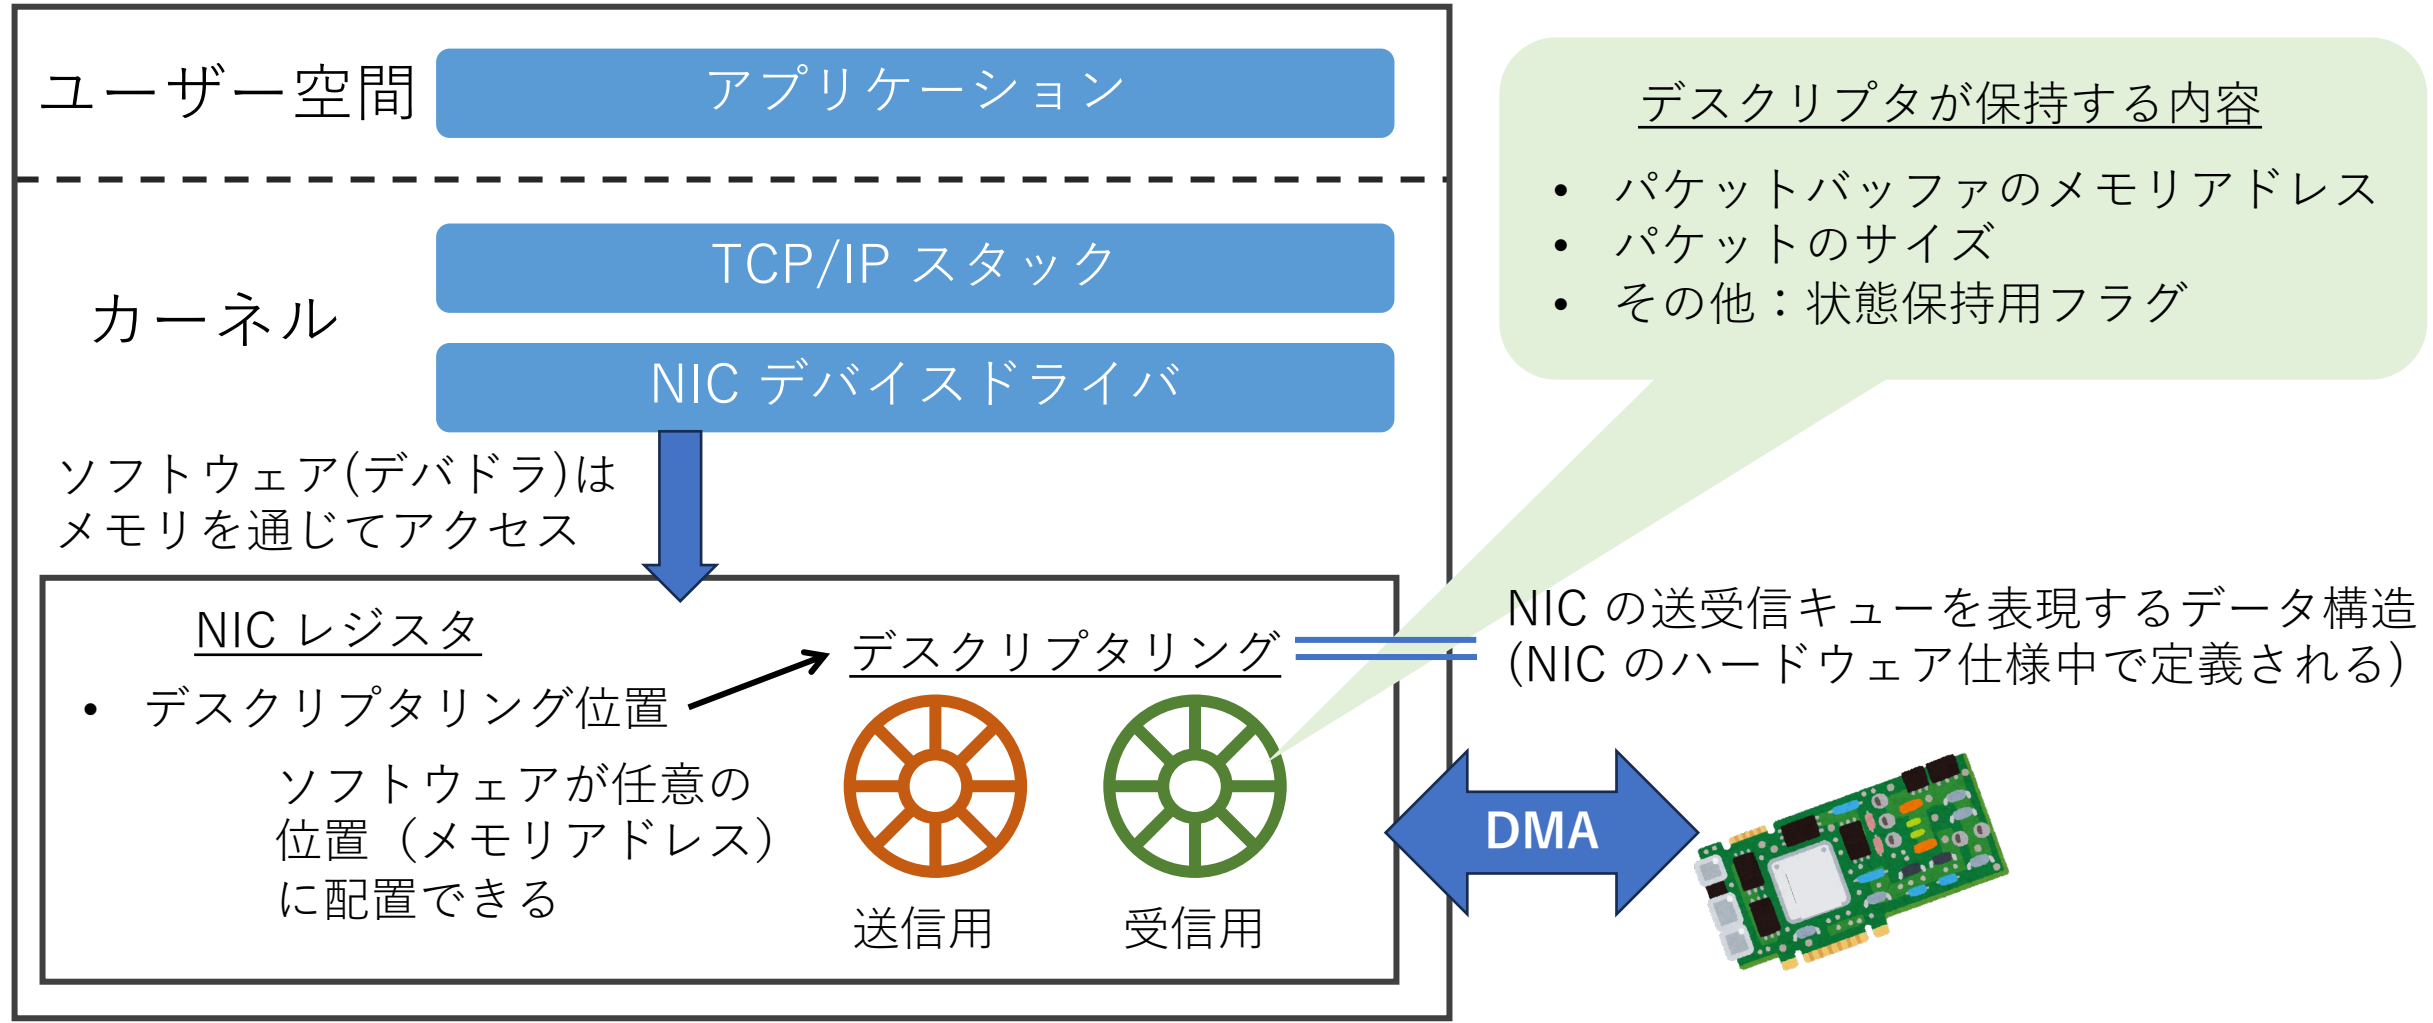 ユーザー空間
アプリケーション
カーネル
TCP/IP スタック
NIC デバイスドライバ
ソフトウェア(デバドラ)は
メモリを通じてアクセス
NIC レジスタ
• デスクリプタリング位置
ソフトウェアが任意の
位置（メモリアドレス）
に配置できる
デスクリプタリング
送信用
受信用
デスクリプタが保持する内容
• パケットバッファのメモリアドレス
• パケットのサイズ
• その他：状態保持用フラグ
NIC の送受信キューを表現するデータ構造
(NIC のハードウェア仕様中で定義される)
DMA